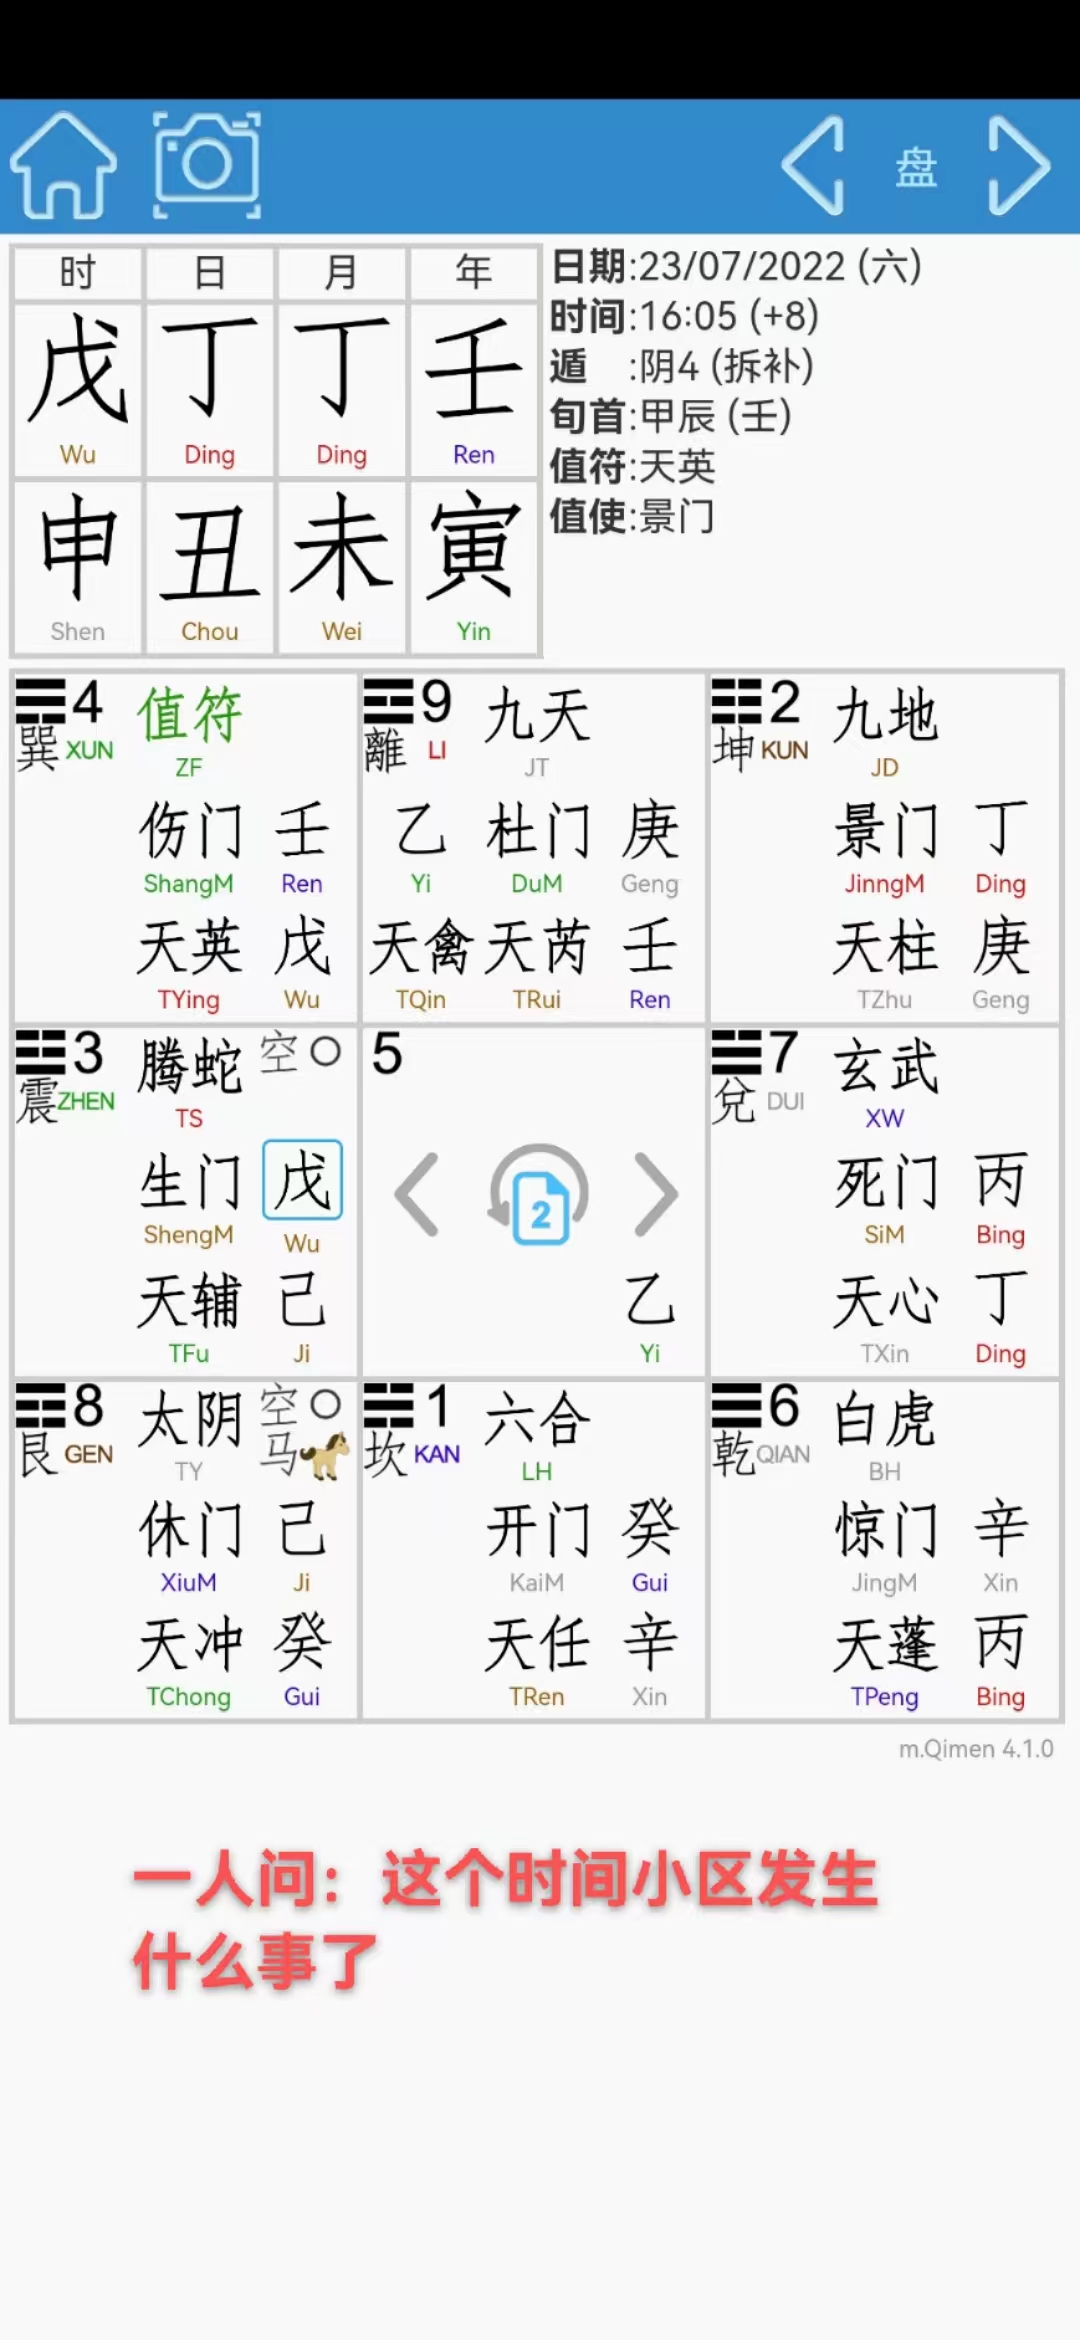 盘
时 日 月 年
戊 丁 丁 壬
Wu Ding Ding Ren
申 丑 未 寅
Shen Chou Wei Yin
日期:23/07/2022 (六)
时间:16:05 (+8)
遁 :阴4 (拆补)
旬首:甲辰 (壬)
值符:天英
值使:景门
4 值符
巽 XUN ZF
伤门 壬
ShangM Ren
天英 戊
TYing Wu
9 九天
離 LI JT
乙 杜门 庚
Yi DuM Geng
天禽 天芮 壬
TQin TRui Ren
2 九地
坤 KUN JD
景门 丁
JinngM Ding
天柱 庚
TZhu Geng
3 腾蛇 空
震 ZHEN TS
生门 戊
ShengM Wu
天辅 己
TFu Ji
5
2
乙
Yi
7 玄武
兌 DUI XW
死门 丙
SiM Bing
天心 丁
TXin Ding
8 太阴 空
艮 GEN TY 马
休门 己
XiuM Ji
天冲 癸
TChong Gui
1 六合
坎 KAN LH
开门 癸
KaiM Gui
天任 辛
TRen Xin
6 白虎
乾 QIAN BH
惊门 辛
JingM Xin
天蓬 丙
TPeng Bing
m.Qimen 4.1.0
一人问：这个时间小区发生
什么事了